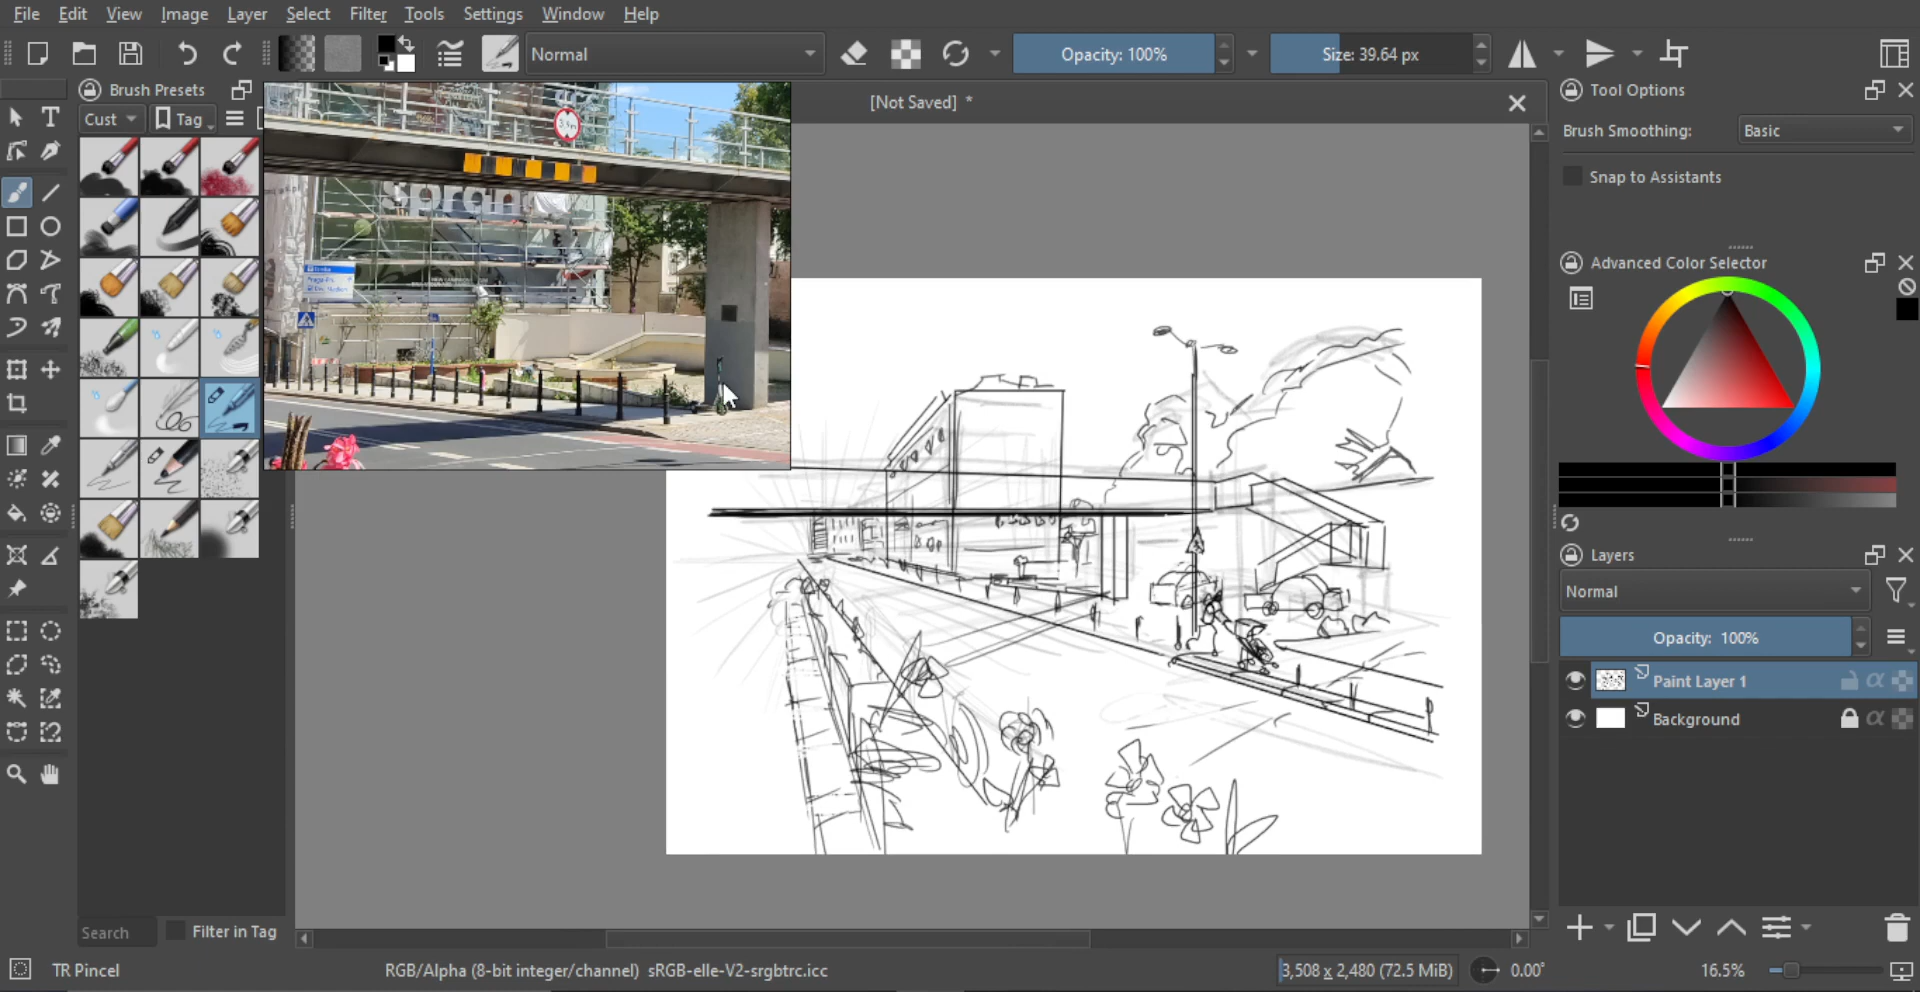 File Edit View Image Layer Select Filter Tools Settings Window Help
Normal
Opacity: 100%
Size: 39.64 px
Brush Presets
[Not Saved] *
Tool Options
Cust
Tag
Brush Smoothing:
Basic
Snap to Assistants
Advanced Color Selector
Layers
Normal
Opacity: 100%
Paint Layer 1
Background
Search
Filter in Tag
TR Pincel
RGB/Alpha (8-bit integer/channel) sRGB-elle-V2-srgbtrc.icc
3,508 x 2,480 (72.5 MiB)
0.00°
16.5%